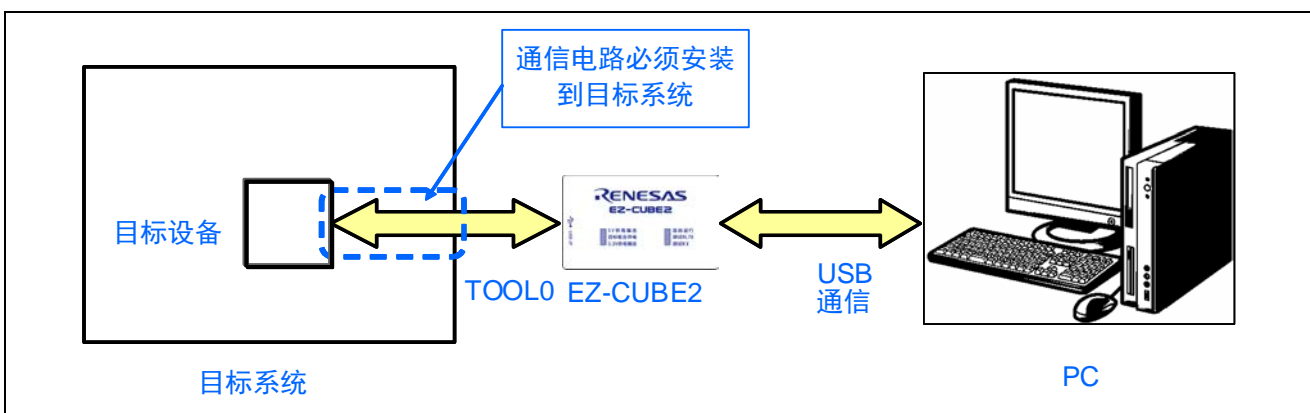 通信电路必须安装
到目标系统
RENESAS
EZ-CUBE2
目标设备
TOOL0
EZ-CUBE2
USB
通信
目标系统
PC